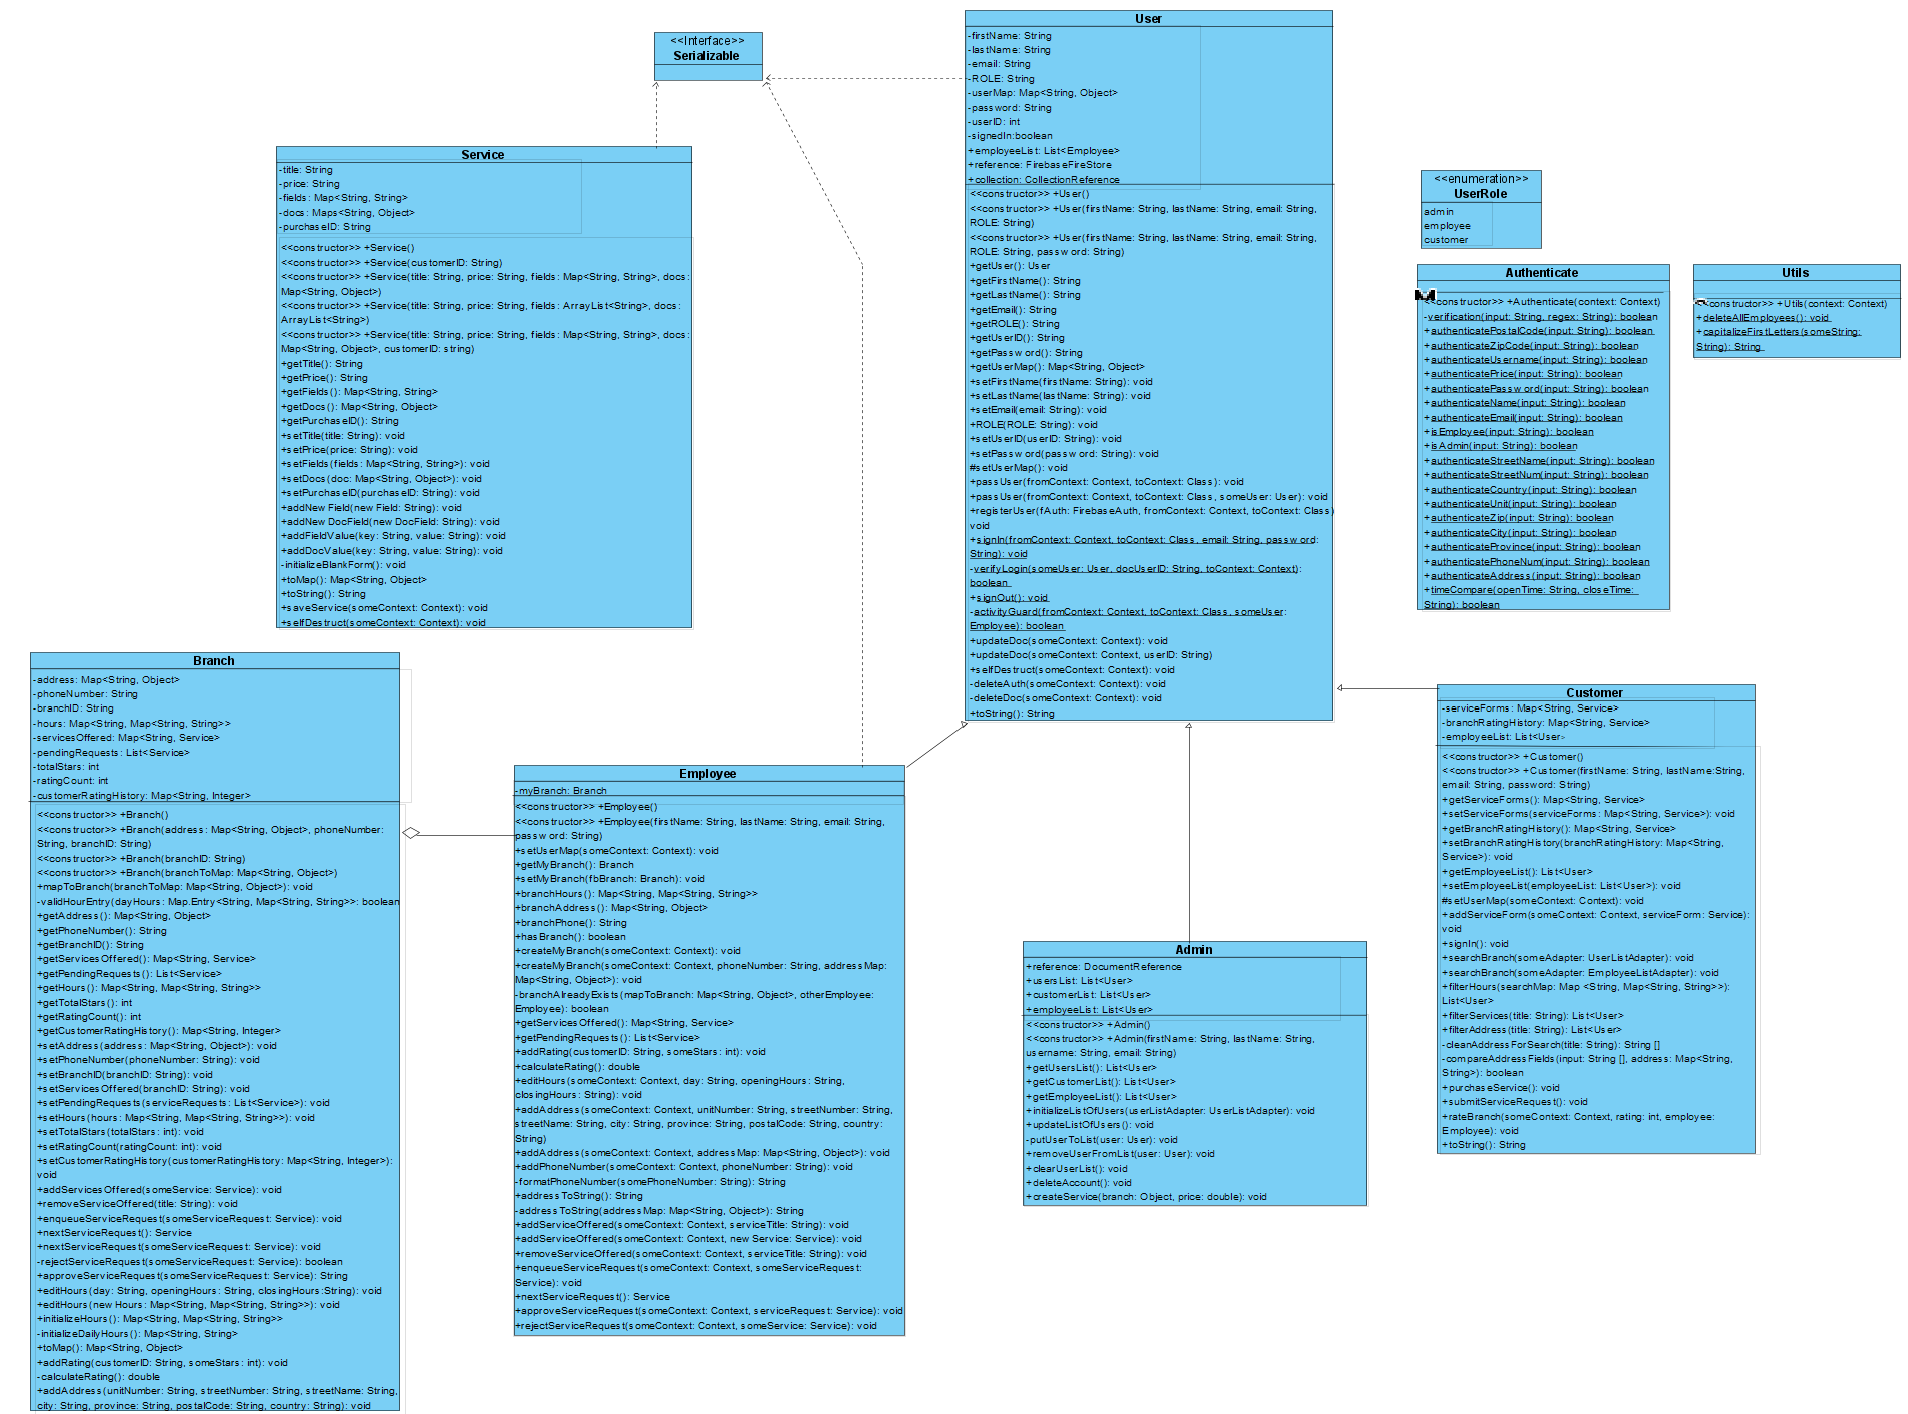 <<Interface>>
Serializable
User
-firstName: String
-lastName: String
-email: String
-ROLE: String
-userMap: Map<String, Object>
-password: String
-userID: int
-signedIn:boolean
+employeeList: List<Employee>
+reference: FirebaseFireStore
+collection: CollectionReference
<<constructor>> +User()
<<constructor>> +User(firstName: String, lastName: String, email: String,
ROLE: String)
<<constructor>> +User(firstName: String, lastName: String, email: String,
ROLE: String, password: String)
+getUser(): User
+getFirstName(): String
+getLastName(): String
+getEmail(): String
+getROLE(): String
+getUserID(): String
+getPassword(): String
+getUserMap(): Map<String, Object>
+setFirstName(firstName: String): void
+setLastName(lastName: String): void
+setEmail(email: String): void
+ROLE(ROLE: String): void
+setUserID(userID: String): void
+setPassword(password: String): void
#setUserMap(): void
+passUser(fromContext: Context, toContext: Class): void
+passUser(fromContext: Context, toContext: Class, someUser: User): void
+registerUser(fAuth: FirebaseAuth, fromContext: Context, toContext: Class)
void
+signIn(fromContext: Context, toContext: Class, email: String, password:
String): void
-verifyLogin(someUser: User, docUserID: String, toContext: Context):
boolean
+signOut(): void
-activityGuard(fromContext: Context, toContext: Class, someUser:
Employee): boolean
+updateDoc(someContext: Context): void
+updateDoc(someContext: Context, userID: String)
+selfDestruct(someContext: Context): void
-deleteAuth(someContext: Context): void
-deleteDoc(someContext: Context): void
+toString(): String
Service
-title: String
-price: String
-fields: Map<String, String>
-docs: Maps<String, Object>
-purchaseID: String
<<constructor>> +Service()
<<constructor>> +Service(customerID: String)
<<constructor>> +Service(title: String, price: String, fields: Map<String, String>, docs:
Map<String, Object>)
<<constructor>> +Service(title: String, price: String, fields: ArrayList<String>, docs:
ArrayList<String>)
<<constructor>> +Service(title: String, price: String, fields: Map<String, String>, docs:
Map<String, Object>, customerID: string)
+getTitle(): String
+getPrice(): String
+getFields(): Map<String, String>
+getDocs(): Map<String, Object>
+getPurchaseID(): String
+setTitle(title: String): void
+setPrice(price: String): void
+setFields(fields: Map<String, String>): void
+setDocs(doc: Map<String, Object>): void
+setPurchaseID(purchaseID: String): void
+addNewField(newField: String): void
+addNewDocField(newDocField: String): void
+addFieldValue(key: String, value: String): void
+addDocValue(key: String, value: String): void
-initializeBlankForm(): void
+toMap(): Map<String, Object>
+toString(): String
+saveService(someContext: Context): void
+selfDestruct(someContext: Context): void
<<enumeration>>
UserRole
admin
employee
customer
Authenticate
<<constructor>> +Authenticate(context: Context)
-verification(input: String, regex: String): boolean
+authenticatePostalCode(input: String): boolean
+authenticateZipCode(input: String): boolean
+authenticateUsername(input: String): boolean
+authenticatePrice(input: String): boolean
+authenticatePassword(input: String): boolean
+authenticateName(input: String): boolean
+authenticateEmail(input: String): boolean
+isEmployee(input: String): boolean
+isAdmin(input: String): boolean
+authenticateStreetName(input: String): boolean
+authenticateStreetNum(input: String): boolean
+authenticateCountry(input: String): boolean
+authenticateUnit(input: String): boolean
+authenticateZip(input: String): boolean
+authenticateCity(input: String): boolean
+authenticateProvince(input: String): boolean
+authenticatePhoneNum(input: String): boolean
+authenticateAddress(input: String): boolean
+timeCompare(openTime: String, closeTime:
String): boolean
Utils
<<constructor>> +Utils(context: Context)
+deleteAllEmployees(): void
+capitalizeFirstLetters(someString:
String): String
Branch
-address: Map<String, Object>
-phoneNumber: String
-branchID: String
-hours: Map<String, Map<String, String>>
-servicesOffered: Map<String, Service>
-pendingRequests: List<Service>
-totalStars: int
-ratingCount: int
-customerRatingHistory: Map<String, Integer>
<<constructor>> +Branch()
<<constructor>> +Branch(address: Map<String, Object>, phoneNumber:
String, branchID: String)
<<constructor>> +Branch(branchID: String)
<<constructor>> +Branch(branchToMap: Map<String, Object>)
+mapToBranch(branchToMap: Map<String, Object>): void
-validHourEntry(dayHours: Map.Entry<String, Map<String, String>>: boolean
+getAddress(): Map<String, Object>
+getPhoneNumber(): String
+getBranchID(): String
+getServicesOffered(): Map<String, Service>
+getPendingRequests(): List<Service>
+getHours(): Map<String, Map<String, String>>
+getTotalStars(): int
+getRatingCount(): int
+getCustomerRatingHistory(): Map<String, Integer>
+setAddress(address: Map<String, Object>): void
+setPhoneNumber(phoneNumber: String): void
+setBranchID(branchID: String): void
+setServicesOffered(branchID: String): void
+setPendingRequests(serviceRequests: List<Service>): void
+setHours(hours: Map<String, Map<String, String>>): void
+setTotalStars(totalStars: int): void
+setRatingCount(ratingCount: int): void
+setCustomerRatingHistory(customerRatingHistory: Map<String, Integer>):
void
+addServicesOffered(someService: Service): void
+removeServiceOffered(title: String): void
+enqueueServiceRequest(someServiceRequest: Service): void
+nextServiceRequest(): Service
+nextServiceRequest(someServiceRequest: Service): void
-rejectServiceRequest(someServiceRequest: Service): boolean
+approveServiceRequest(someServiceRequest: Service): String
+editHours(day: String, openingHours: String, closingHours:String): void
+editHours(newHours: Map<String, Map<String, String>>): void
+initializeHours(): Map<String, Map<String, String>>
-initializeDailyHours(): Map<String, String>
+toMap(): Map<String, Object>
+addRating(customerID: String, someStars: int): void
-calculateRating(): double
+addAddress(unitNumber: String, streetNumber: String, streetName: String,
city: String, province: String, postalCode: String, country: String): void
Employee
-myBranch: Branch
<<constructor>> +Employee()
<<constructor>> +Employee(firstName: String, lastName: String, email: String,
password: String)
+setUserMap(someContext: Context): void
+getMyBranch(): Branch
+setMyBranch(fbBranch: Branch): void
+branchHours(): Map<String, Map<String, String>>
+branchAddress(): Map<String, Object>
+branchPhone(): String
+hasBranch(): boolean
+createMyBranch(someContext: Context): void
+createMyBranch(someContext: Context, phoneNumber: String, addressMap:
Map<String, Object>): void
-branchAlreadyExists(mapToBranch: Map<String, Object>, otherEmployee:
Employee): boolean
+getServicesOffered(): Map<String, Service>
+getPendingRequests(): List<Service>
+addRating(customerID: String, someStars: int): void
+calculateRating(): double
+editHours(someContext: Context, day: String, openingHours: String,
closingHours: String): void
+addAddress(someContext: Context, unitNumber: String, streetNumber: String,
streetName: String, city: String, province: String, postalCode: String, country:
String)
+addAddress(someContext: Context, addressMap: Map<String, Object>): void
+addPhoneNumber(someContext: Context, phoneNumber: String): void
-formatPhoneNumber(somePhoneNumber: String): String
+addressToString(): String
-addressToString(addressMap: Map<String, Object>): String
+addServiceOffered(someContext: Context, serviceTitle: String): void
+addServiceOffered(someContext: Context, newService: Service): void
+removeServiceOffered(someContext: Context, serviceTitle: String): void
+enqueueServiceRequest(someContext: Context, someServiceRequest:
Service): void
+nextServiceRequest(): Service
+approveServiceRequest(someContext: Context, serviceRequest: Service): void
+rejectServiceRequest(someContext: Context, someService: Service): void
Admin
+reference: DocumentReference
+usersList: List<User>
+customerList: List<User>
+employeeList: List<User>
<<constructor>> +Admin()
<<constructor>> +Admin(firstName: String, lastName: String,
username: String, email: String)
+getUsersList(): List<User>
+getCustomerList(): List<User>
+getEmployeeList(): List<User>
+initializeListOfUsers(userListAdapter: UserListAdapter): void
+updateListOfUsers(): void
-putUserToList(user: User): void
+removeUserFromList(user: User): void
+clearUserList(): void
+deleteAccount(): void
+createService(branch: Object, price: double): void
Customer
-serviceForms: Map<String, Service>
-branchRatingHistory: Map<String, Service>
-employeeList: List<User>
<<constructor>> +Customer()
<<constructor>> +Customer(firstName: String, lastName:String,
email: String, password: String)
+getServiceForms(): Map<String, Service>
+setServiceForms(serviceForms: Map<String, Service>): void
+getBranchRatingHistory(): Map<String, Service>
+setBranchRatingHistory(branchRatingHistory: Map<String,
Service>): void
+getEmployeeList(): List<User>
+setEmployeeList(employeeList: List<User>): void
#setUserMap(someContext: Context): void
+addServiceForm(someContext: Context, serviceForm: Service):
void
+signIn(): void
+searchBranch(someAdapter: UserListAdapter): void
+searchBranch(someAdapter: EmployeeListAdapter): void
+filterHours(searchMap: Map <String, Map<String, String>>):
List<User>
+filterServices(title: String): List<User>
+filterAddress(title: String): List<User>
-cleanAddressForSearch(title: String): String []
-compareAddressFields(input: String [], address: Map<String,
String>): boolean
+purchaseService(): void
+submitServiceRequest(): void
+rateBranch(someContext: Context, rating: int, employee:
Employee): void
+toString(): String